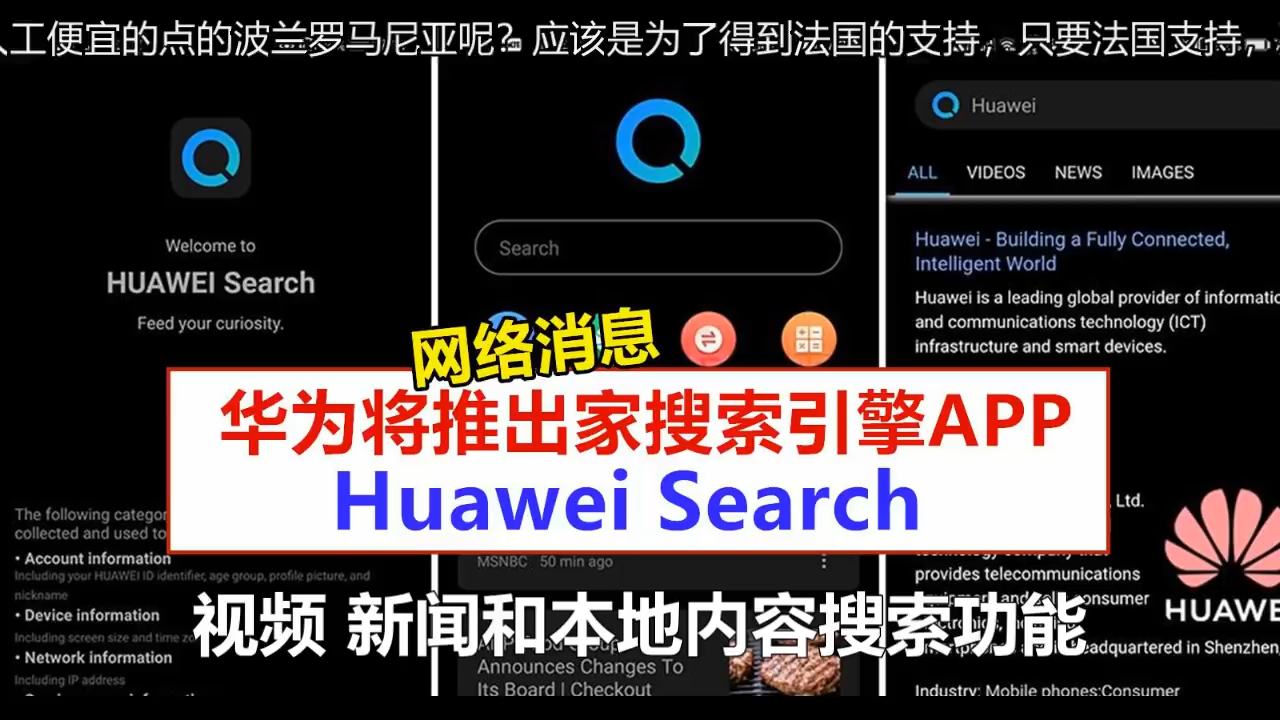 人工便宜的点的波兰罗马尼亚呢？应该是为了得到法国的支持，只要法国支持，
Welcome to
HUAWEI Search
Feed your curiosity.
The following categor
collected and used to
• Account information
Including your HUAWEI ID identifier, age group, profile picture, and
nickname
• Device information
Including screen size and time zo
• Network information
Including IP address
Search
MSNBC 50 min ago
Announces Changes To
Its Board | Checkout
Huawei
ALL VIDEOS NEWS IMAGES
Huawei - Building a Fully Connected,
Intelligent World
Huawei is a leading global provider of informatio
and communications technology (ICT)
infrastructure and smart devices.
Ltd.
technology company that
provides telecommunications
consumer
headquartered in Shenzhen,
Industry: Mobile phones;Consumer
HUAWE
网络消息
华为将推出家搜索引擎APP
Huawei Search
视频 新闻和本地内容搜索功能